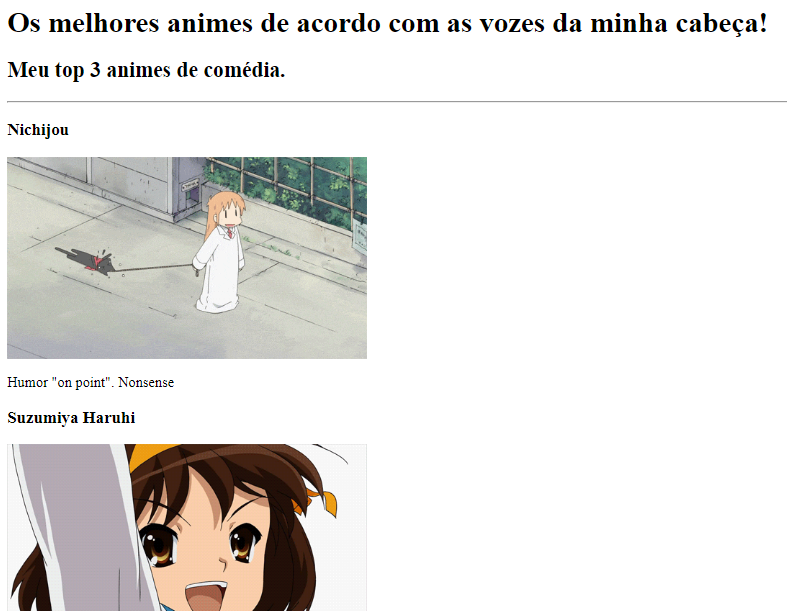 Os melhores animes de acordo com as vozes da minha cabeça!
Meu top 3 animes de comédia.
Nichijou
Humor "on point". Nonsense
Suzumiya Haruhi